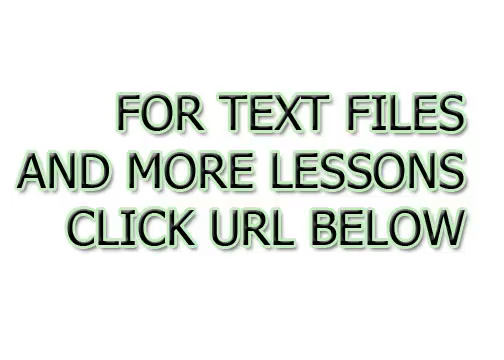 FOR TEXT FILES
AND MORE LESSONS
CLICK URL BELOW